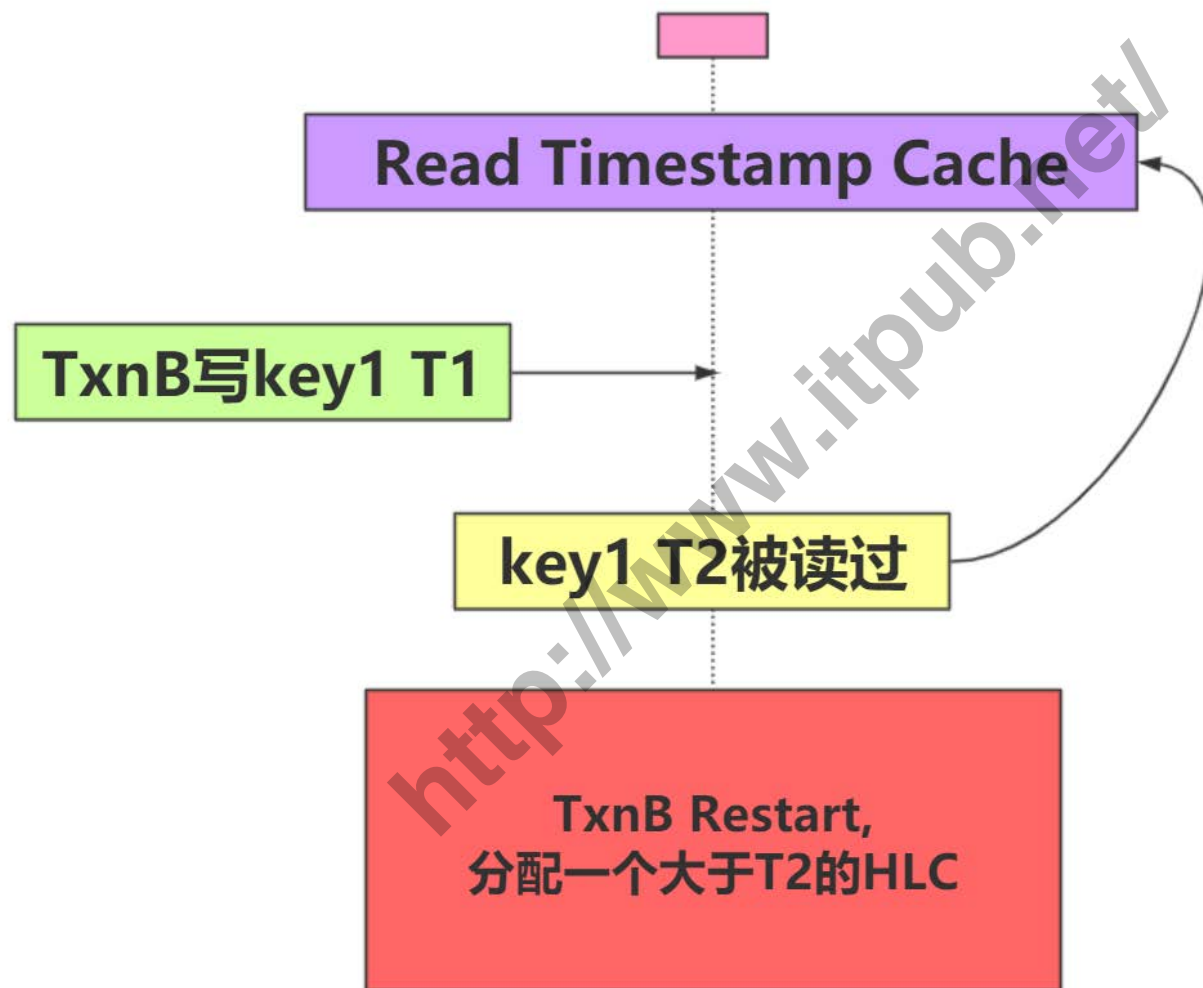 Read Timestamp Cache
TxnB写key1 T1
key1 T2被读过
TxnB Restart,
分配一个大于T2的HLC
http://www.itpub.net/